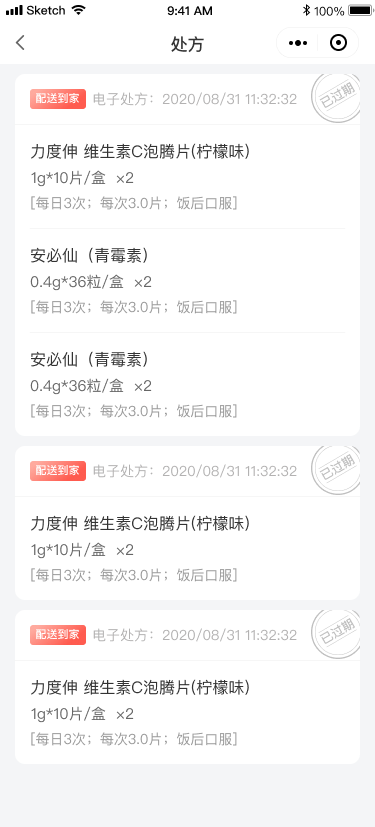 Sketch 9:41 AM 100%
处方
配送到家 电子处方：2020/08/31 11:32:32 已过期
力度伸 维生素C泡腾片(柠檬味)
1g*10片/盒 ×2
[每日3次；每次3.0片；饭后口服]
安必仙（青霉素）
0.4g*36粒/盒 ×2
[每日3次；每次3.0片；饭后口服]
安必仙（青霉素）
0.4g*36粒/盒 ×2
[每日3次；每次3.0片；饭后口服]
配送到家 电子处方：2020/08/31 11:32:32 已过期
力度伸 维生素C泡腾片(柠檬味)
1g*10片/盒 ×2
[每日3次；每次3.0片；饭后口服]
配送到家 电子处方：2020/08/31 11:32:32 已过期
力度伸 维生素C泡腾片(柠檬味)
1g*10片/盒 ×2
[每日3次；每次3.0片；饭后口服]